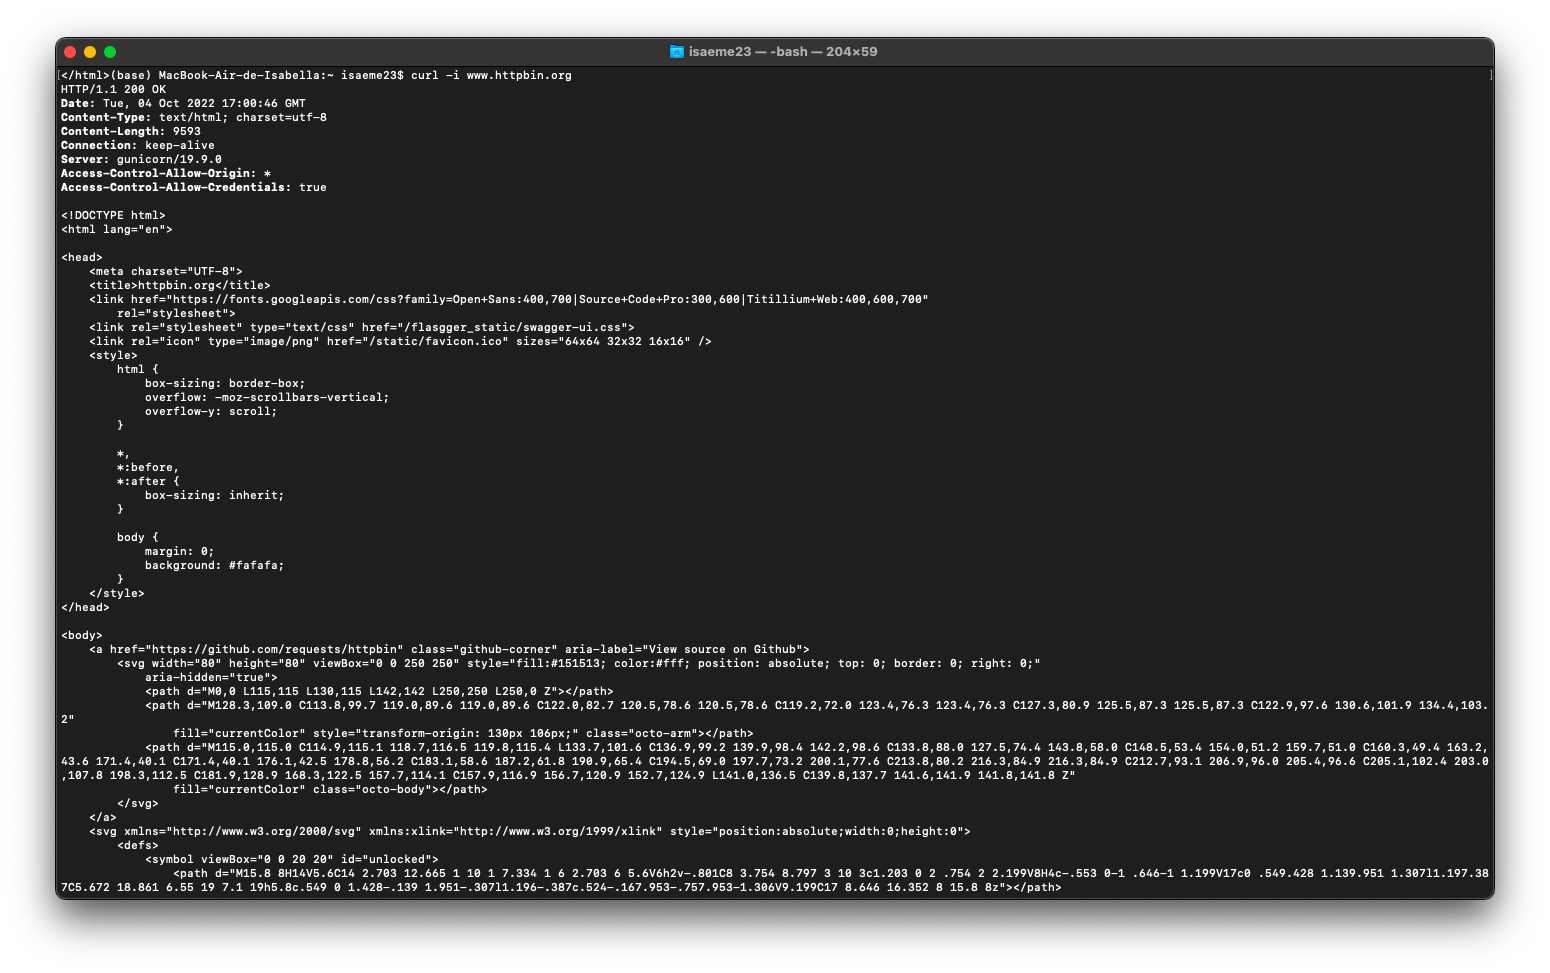 isaeme23 — -bash — 204×59
</html>(base) MacBook-Air-de-Isabella:~ isaeme23$ curl -i www.httpbin.org
HTTP/1.1 200 OK
Date: Tue, 04 Oct 2022 17:00:46 GMT
Content-Type: text/html; charset=utf-8
Content-Length: 9593
Connection: keep-alive
Server: gunicorn/19.9.0
Access-Control-Allow-Origin: *
Access-Control-Allow-Credentials: true

<!DOCTYPE html>
<html lang="en">

<head>
    <meta charset="UTF-8">
    <title>httpbin.org</title>
    <link href="https://fonts.googleapis.com/css?family=Open+Sans:400,700|Source+Code+Pro:300,600|Titillium+Web:400,600,700"
        rel="stylesheet">
    <link rel="stylesheet" type="text/css" href="/flasgger_static/swagger-ui.css">
    <link rel="icon" type="image/png" href="/static/favicon.ico" sizes="64x64 32x32 16x16" />
    <style>
        html {
            box-sizing: border-box;
            overflow: -moz-scrollbars-vertical;
            overflow-y: scroll;
        }

        *,
        *:before,
        *:after {
            box-sizing: inherit;
        }

        body {
            margin: 0;
            background: #fafafa;
        }
    </style>
</head>

<body>
    <a href="https://github.com/requests/httpbin" class="github-corner" aria-label="View source on Github">
        <svg width="80" height="80" viewBox="0 0 250 250" style="fill:#151513; color:#fff; position: absolute; top: 0; border: 0; right: 0;"
            aria-hidden="true">
            <path d="M0,0 L115,115 L130,115 L142,142 L250,250 L250,0 Z"></path>
            <path d="M128.3,109.0 C113.8,99.7 119.0,89.6 119.0,89.6 C122.0,82.7 120.5,78.6 120.5,78.6 C119.2,72.0 123.4,76.3 123.4,76.3 C127.3,80.9 125.5,87.3 125.5,87.3 C122.9,97.6 130.6,101.9 134.4,103.
2"
                fill="currentColor" style="transform-origin: 130px 106px;" class="octo-arm"></path>
            <path d="M115.0,115.0 C114.9,115.1 118.7,116.5 119.8,115.4 L133.7,101.6 C136.9,99.2 139.9,98.4 142.2,98.6 C133.8,88.0 127.5,74.4 143.8,58.0 C148.5,53.4 154.0,51.2 159.7,51.0 C160.3,49.4 163.2,
43.6 171.4,40.1 C171.4,40.1 176.1,42.5 178.8,56.2 C183.1,58.6 187.2,61.8 190.9,65.4 C194.5,69.0 197.7,73.2 200.1,77.6 C213.8,80.2 216.3,84.9 216.3,84.9 C212.7,93.1 206.9,96.0 205.4,96.6 C205.1,102.4 203.0
,107.8 198.3,112.5 C181.9,128.9 168.3,122.5 157.7,114.1 C157.9,116.9 156.7,120.9 152.7,124.9 L141.0,136.5 C139.8,137.7 141.6,141.9 141.8,141.8 Z"
                fill="currentColor" class="octo-body"></path>
        </svg>
    </a>
    <svg xmlns="http://www.w3.org/2000/svg" xmlns:xlink="http://www.w3.org/1999/xlink" style="position:absolute;width:0;height:0">
        <defs>
            <symbol viewBox="0 0 20 20" id="unlocked">
                <path d="M15.8 8H14V5.6C14 2.703 12.665 1 10 1 7.334 1 6 2.703 6 5.6V6h2v-.801C8 3.754 8.797 3 10 3c1.203 0 2 .754 2 2.199V8H4c-.553 0-1 .646-1 1.199V17c0 .549.428 1.139.951 1.307l1.197.38
7C5.672 18.861 6.55 19 7.1 19h5.8c.549 0 1.428-.139 1.951-.307l1.196-.387c.524-.167.953-.757.953-1.306V9.199C17 8.646 16.352 8 15.8 8z"></path>